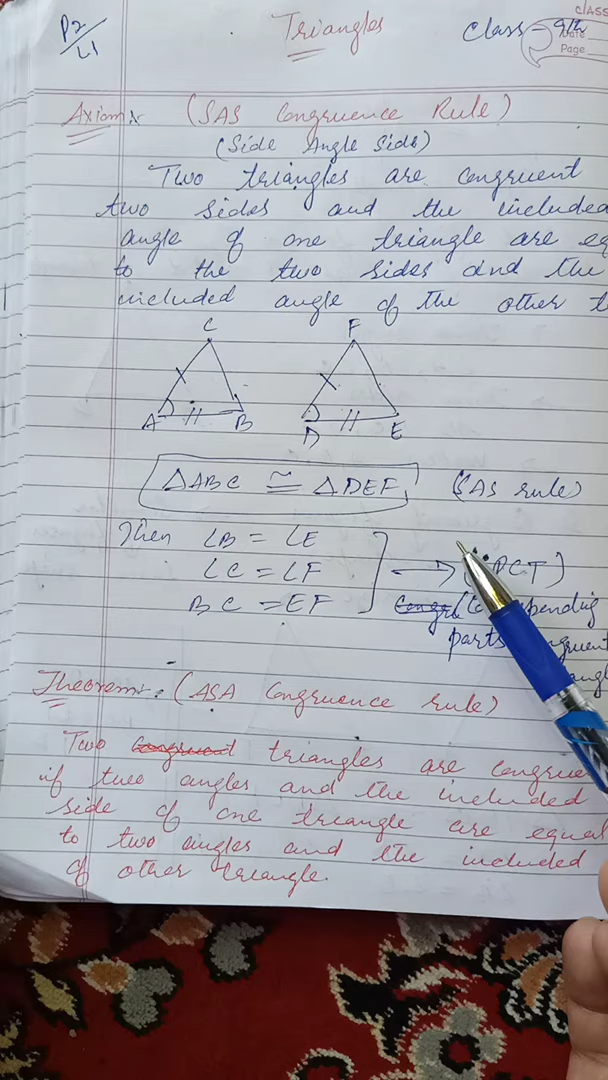 P2/L1
Triangles
Class - 9th
CLASS
Date
Page
Axiom:- (SAS Congruence Rule)
(Side Angle Side)
Two triangles are congruent
two sides and the included
angle of one triangle are eq
to the two sides and the
included angle of the other t
C F
A B D E
△ABC ≅ △DEF, (SAS rule)
Then ∠B = ∠E
∠C = ∠F → PCT)
BC = EF
parts
Theorem:- (ASA Congruence rule)
Two congruent triangles are congrue
if two angles and the included
side of one triangle are equal
to two angles and the included
of other triangle.